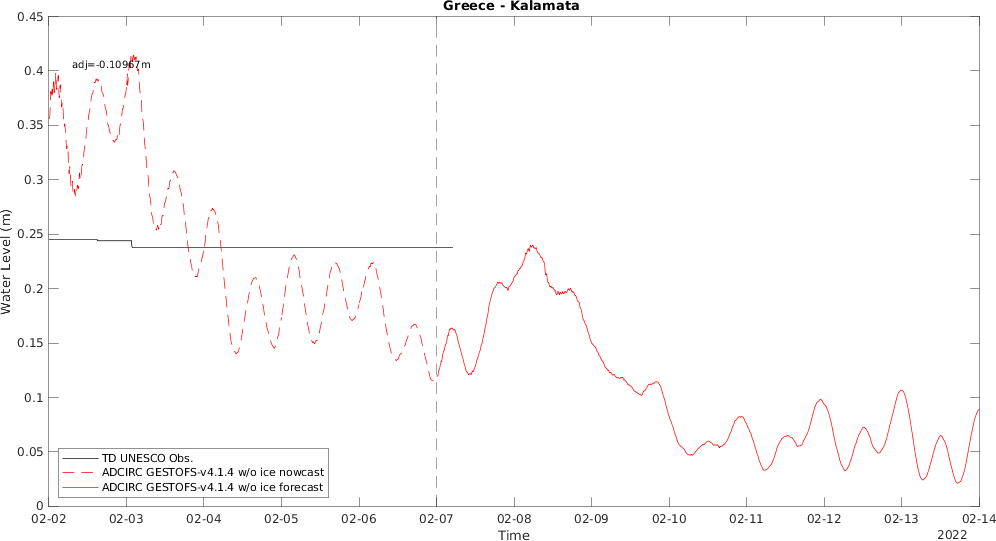 Greece - Kalamata
0.45
0.4
0.35
0.3
0.25
0.2
0.15
0.1
0.05
0
Water Level (m)
adj=-0.10967m
TD UNESCO Obs.
ADCIRC GESTOFS-v4.1.4 w/o ice nowcast
ADCIRC GESTOFS-v4.1.4 w/o ice forecast
02-02 02-03 02-04 02-05 02-06 02-07 02-08 02-09 02-10 02-11 02-12 02-13 02-14
Time
2022